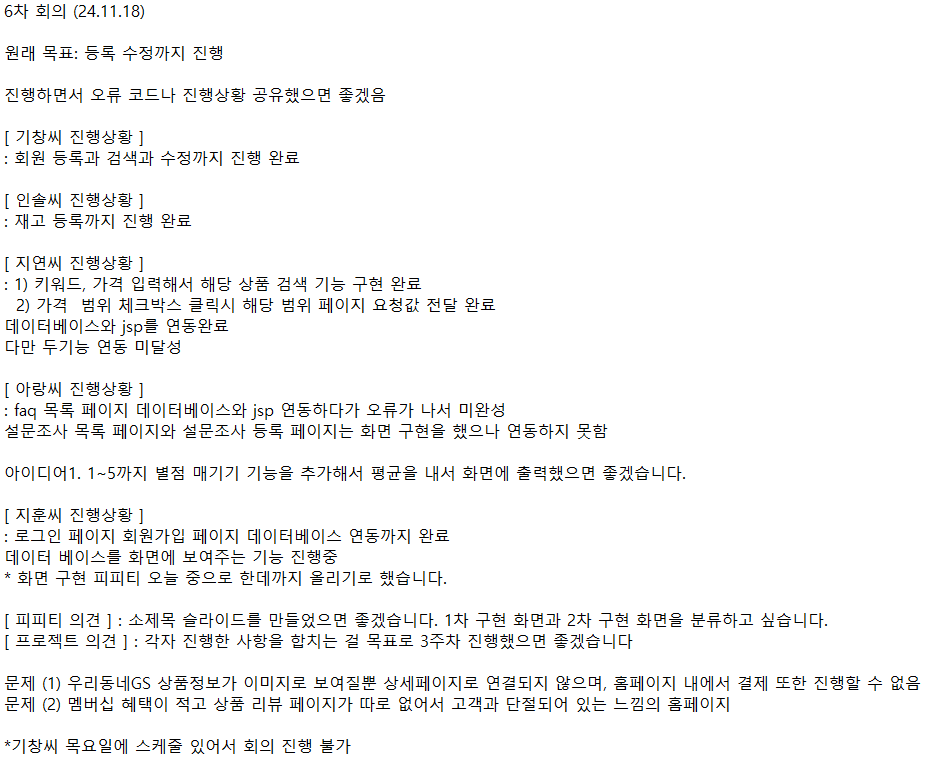 6차 회의 (24.11.18)
원래 목표: 등록 수정까지 진행
진행하면서 오류 코드나 진행상황 공유했으면 좋겠음
[ 기창씨 진행상황 ]
: 회원 등록과 검색과 수정까지 진행 완료
[ 인솔씨 진행상황 ]
: 재고 등록까지 진행 완료
[ 지연씨 진행상황 ]
: 1) 키워드, 가격 입력해서 해당 상품 검색 기능 구현 완료
2) 가격  범위 체크박스 클릭시 해당 범위 페이지 요청값 전달 완료
데이터베이스와 jsp를 연동완료
다만 두기능 연동 미달성
[ 아랑씨 진행상황 ]
: faq 목록 페이지 데이터베이스와 jsp 연동하다가 오류가 나서 미완성
설문조사 목록 페이지와 설문조사 등록 페이지는 화면 구현을 했으나 연동하지 못함
아이디어1. 1~5까지 별점 매기기 기능을 추가해서 평균을 내서 화면에 출력했으면 좋겠습니다.
[ 지훈씨 진행상황 ]
: 로그인 페이지 회원가입 페이지 데이터베이스 연동까지 완료
데이터 베이스를 화면에 보여주는 기능 진행중
* 화면 구현 피피티 오늘 중으로 한데까지 올리기로 했습니다.
[ 피피티 의견 ] : 소제목 슬라이드를 만들었으면 좋겠습니다. 1차 구현 화면과 2차 구현 화면을 분류하고 싶습니다.
[ 프로젝트 의견 ] : 각자 진행한 사항을 합치는 걸 목표로 3주차 진행했으면 좋겠습니다
문제 (1) 우리동네GS 상품정보가 이미지로 보여질뿐 상세페이지로 연결되지 않으며, 홈페이지 내에서 결제 또한 진행할 수 없음
문제 (2) 멤버십 혜택이 적고 상품 리뷰 페이지가 따로 없어서 고객과 단절되어 있는 느낌의 홈페이지
*기창씨 목요일에 스케줄 있어서 회의 진행 불가